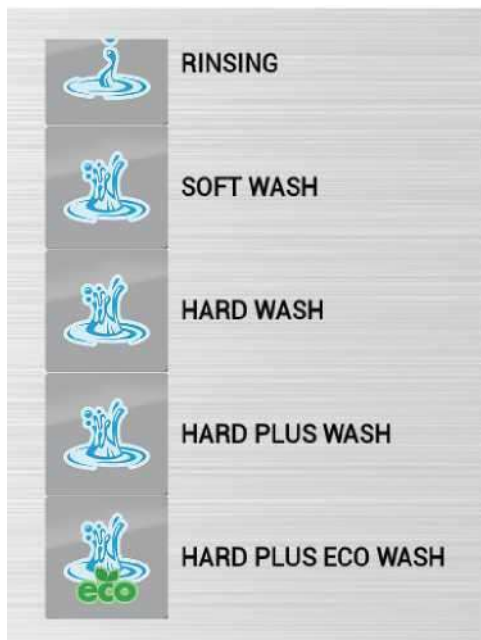 RINSING
SOFT WASH
HARD WASH
HARD PLUS WASH
HARD PLUS ECO WASH
eco